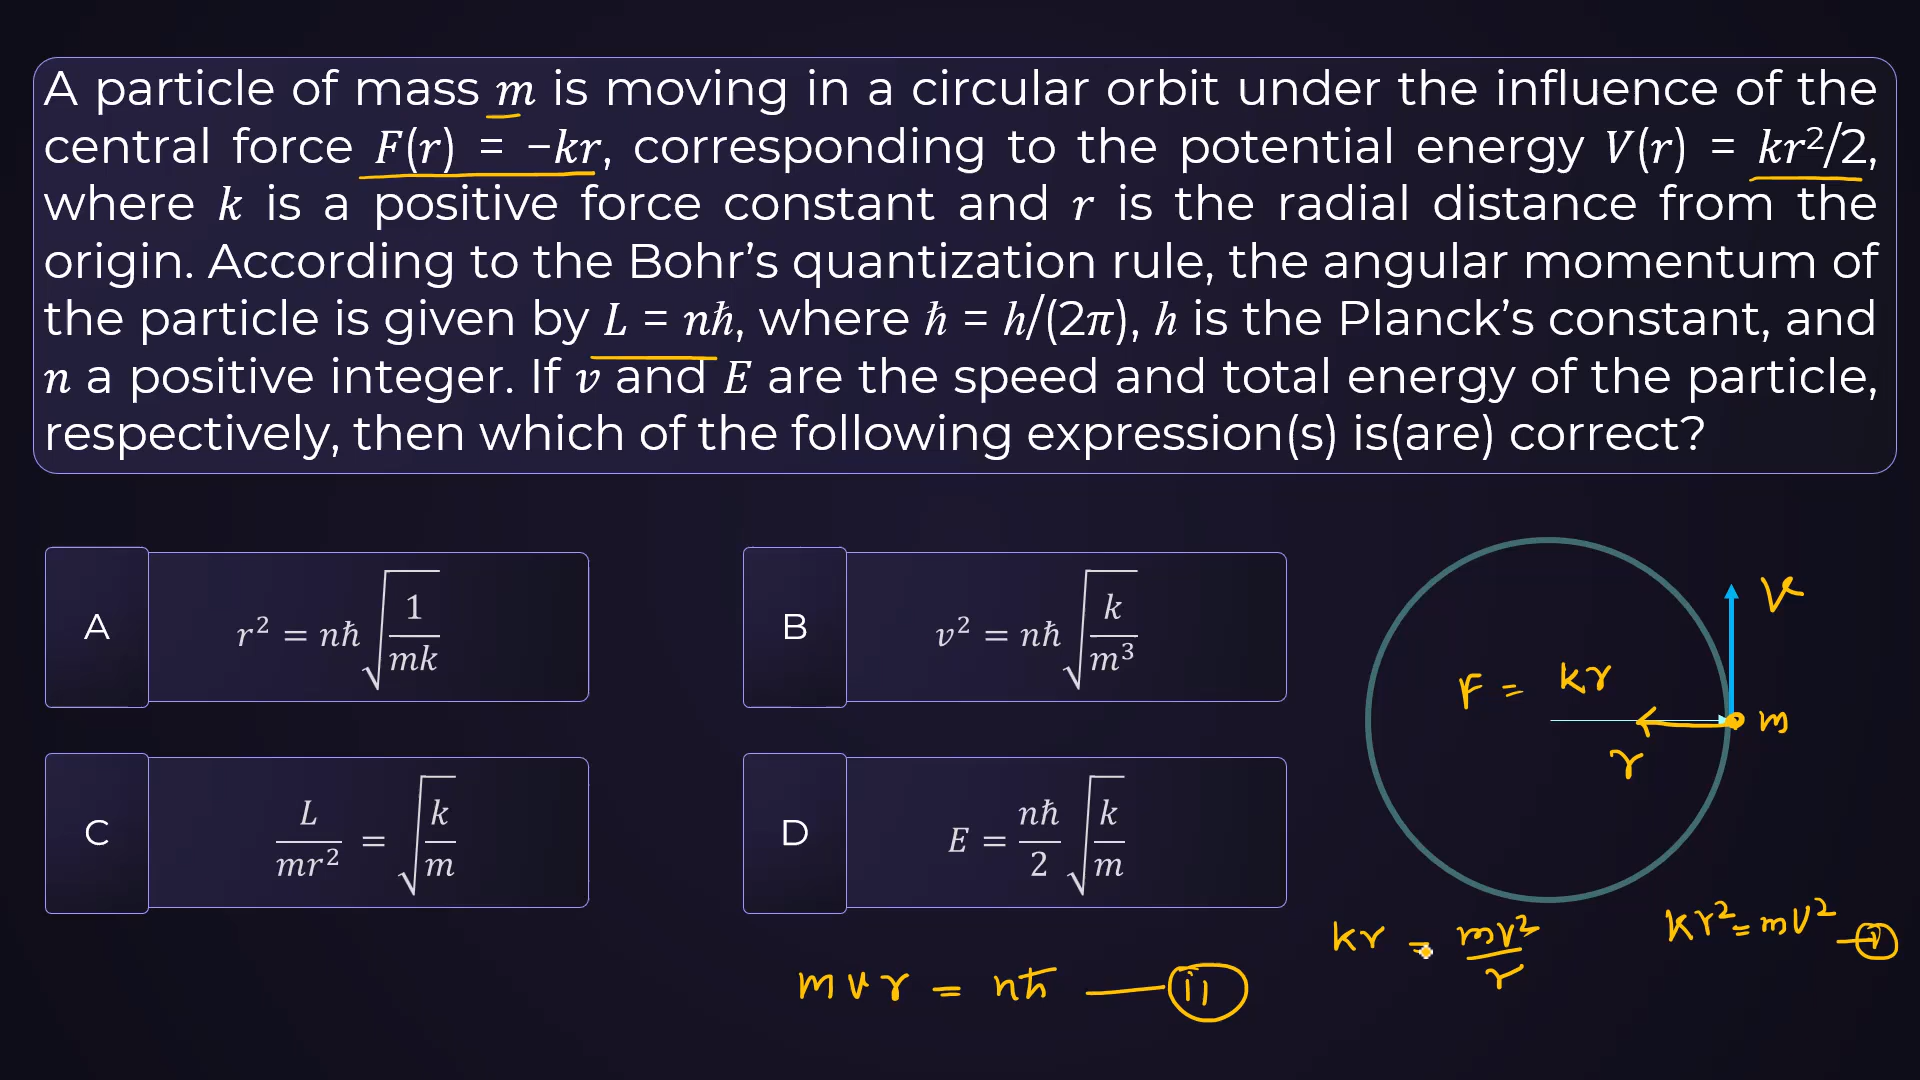 A particle of mass m is moving in a circular orbit under the influence of the
central force F(r) = −kr, corresponding to the potential energy V(r) = kr²/2,
where k is a positive force constant and r is the radial distance from the
origin. According to the Bohr’s quantization rule, the angular momentum of
the particle is given by L = nℏ, where ℏ = h/(2π), h is the Planck’s constant, and
n a positive integer. If v and E are the speed and total energy of the particle,
respectively, then which of the following expression(s) is(are) correct?
A r² = nℏ√(1/mk)
B v² = nℏ√(k/m³)
C L/mr² = √(k/m)
D E = nℏ/2 √(k/m)
v
F = kr
m
r
kr = mv²/r
kr² = mv² — (i)
mvr = nℏ — (ii)